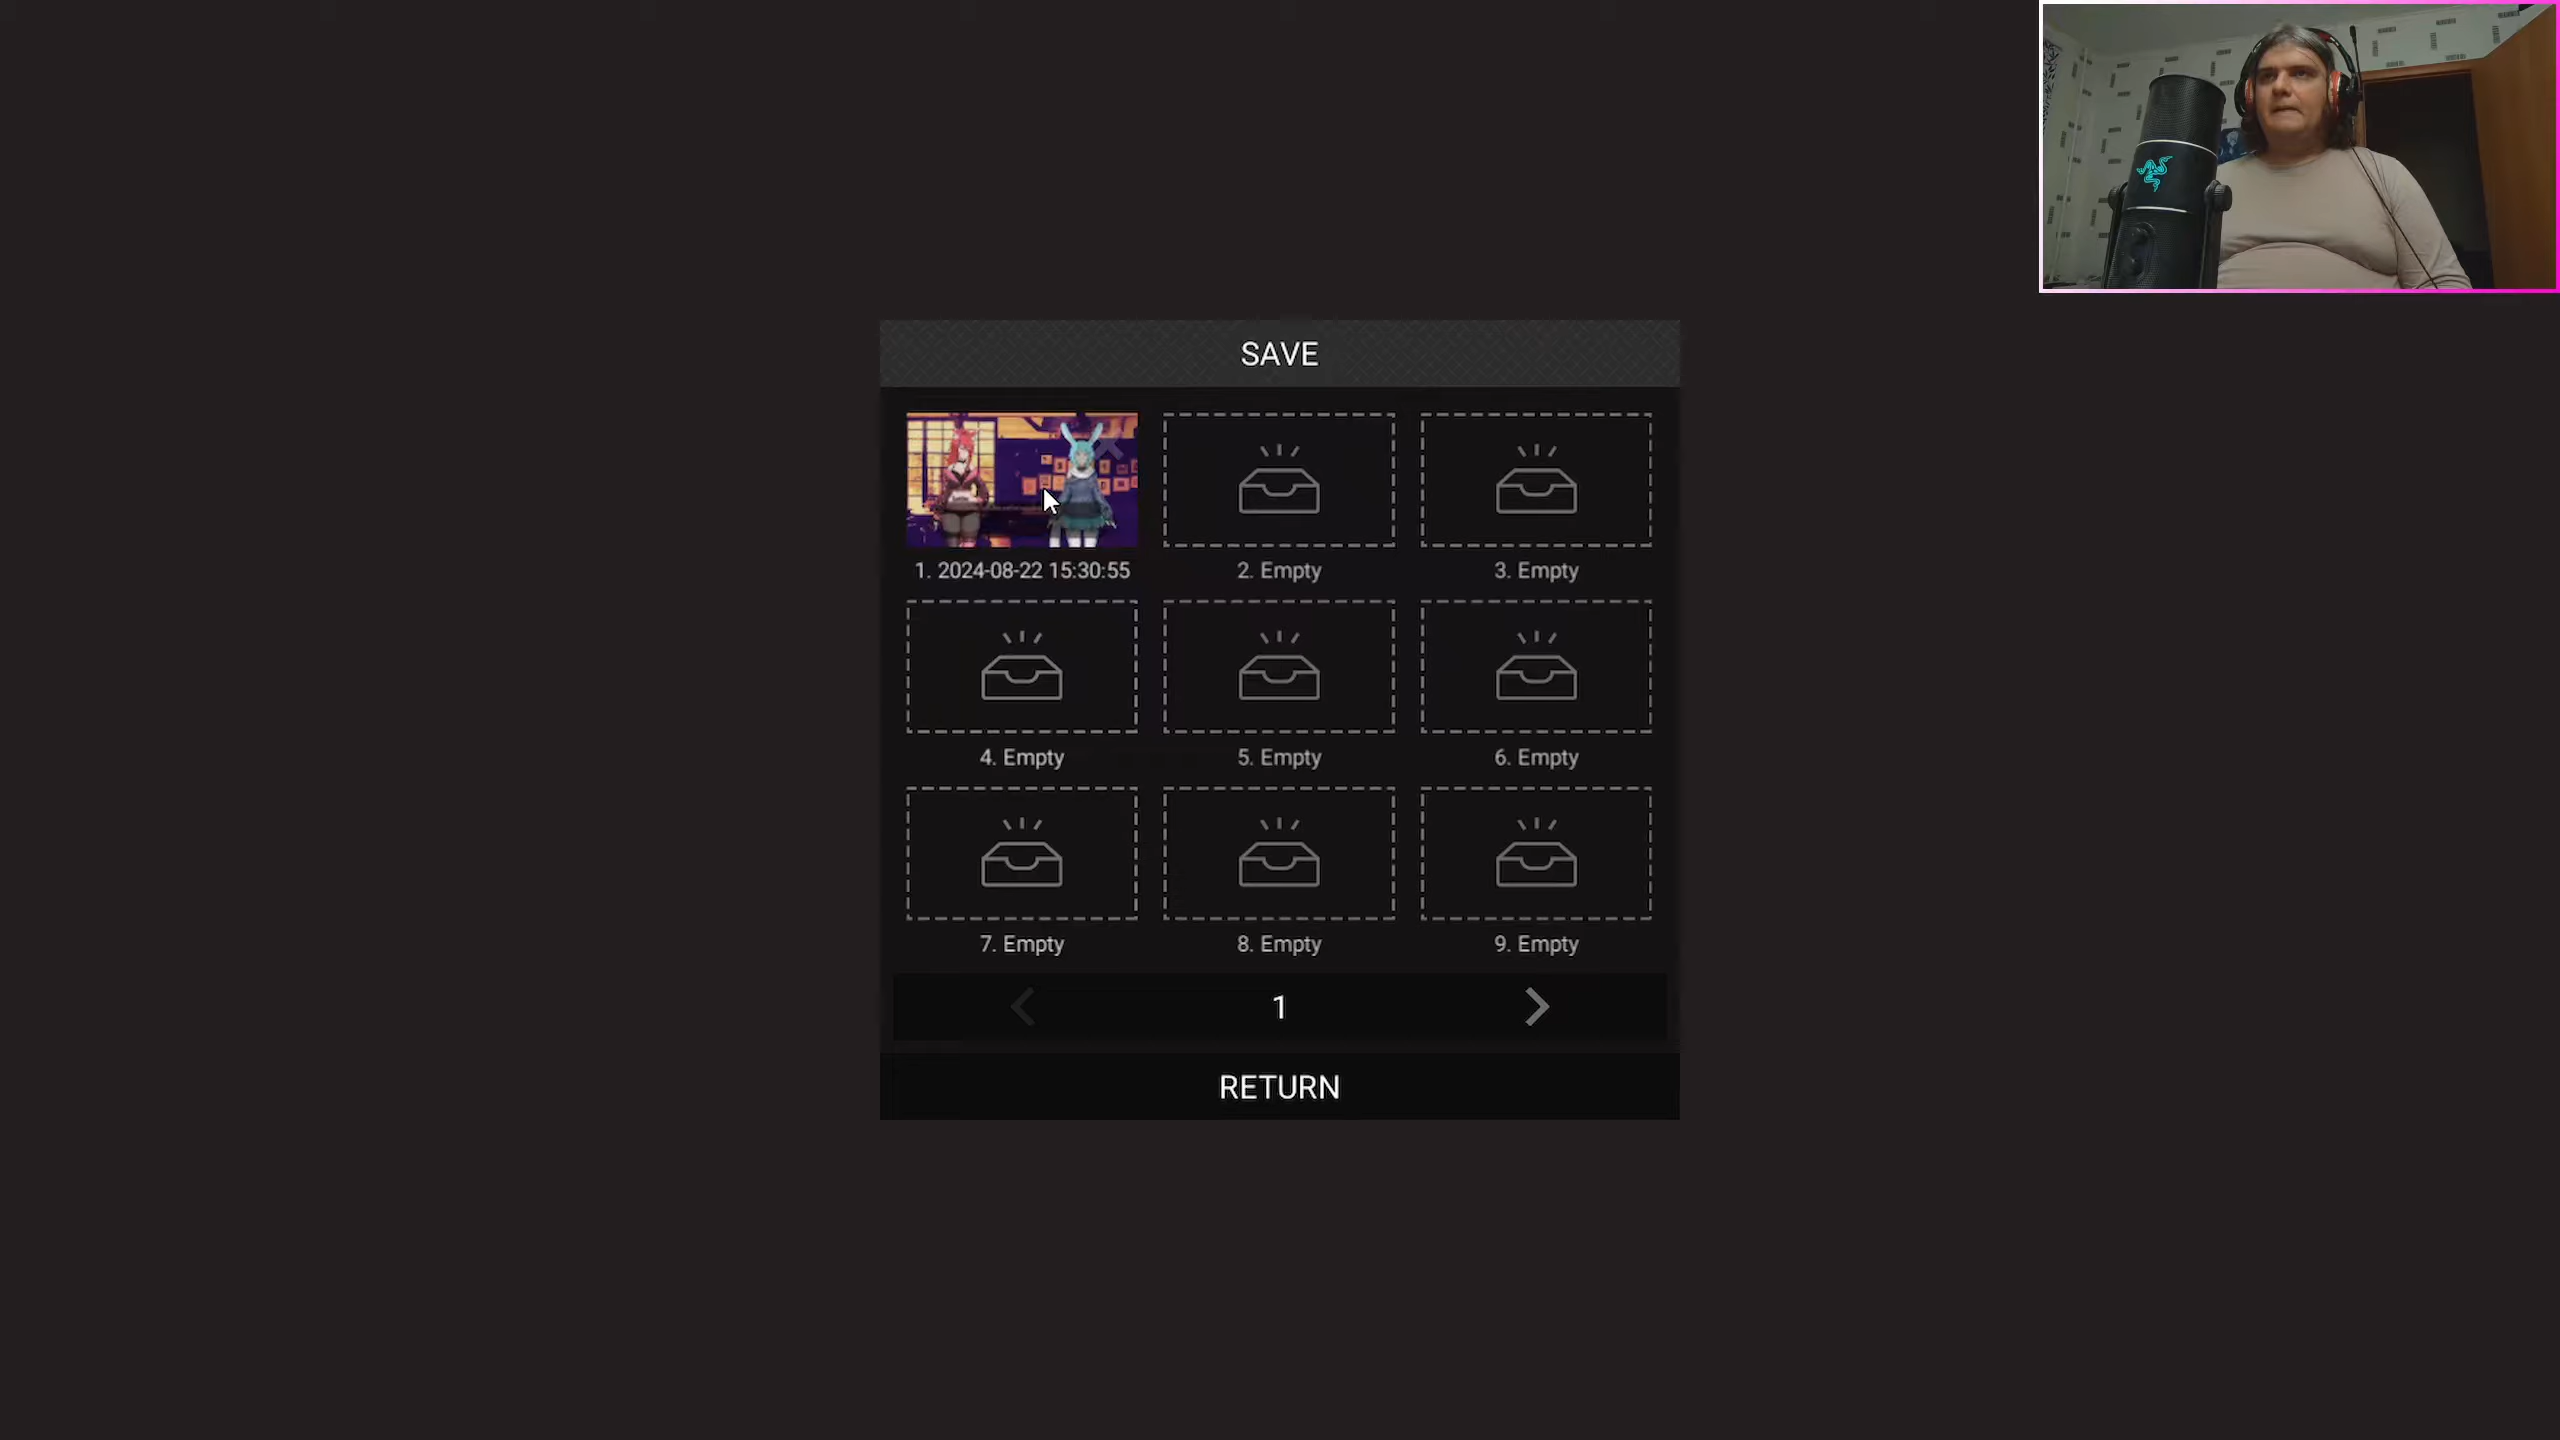 SAVE
1. 2024-08-22 15:30:55
2. Empty
3. Empty
4. Empty
5. Empty
6. Empty
7. Empty
8. Empty
9. Empty
1
RETURN